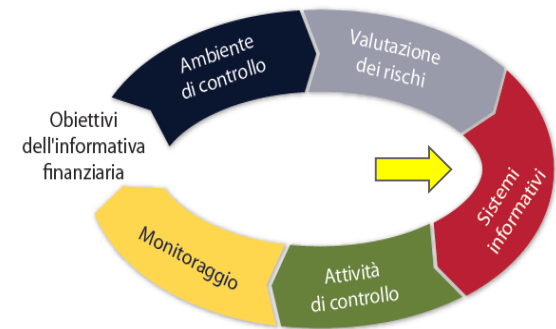 Ambiente
di controllo
Valutazione
dei rischi
Sistemi
informativi
Attività
di controllo
Monitoraggio
Obiettivi
dell'informativa
finanziaria